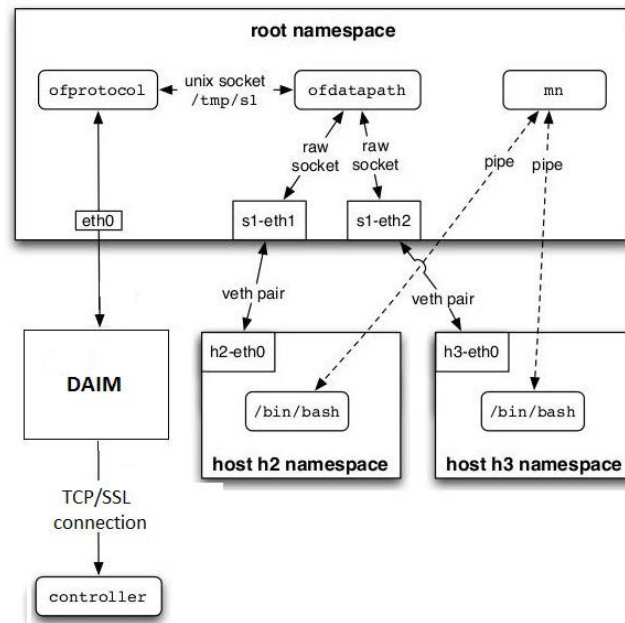 root namespace
ofprotocol
unix socket
/tmp/s1
ofdatapath
mn
raw
socket
raw
socket
pipe
pipe
eth0
s1-eth1
s1-eth2
veth pair
veth pair
h2-eth0
h3-eth0
DAIM
/bin/bash
/bin/bash
host h2 namespace
host h3 namespace
TCP/SSL
connection
controller